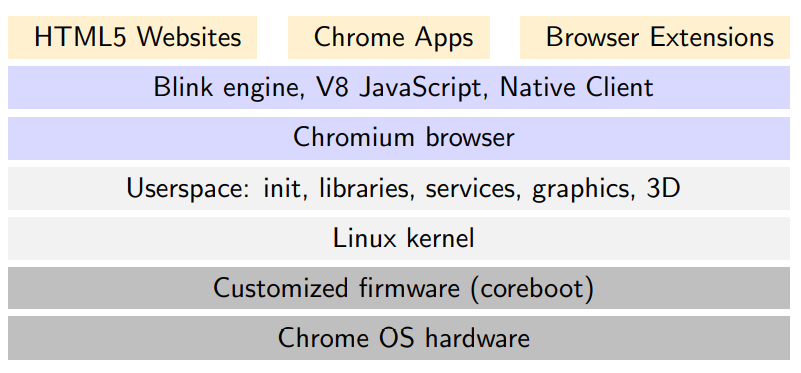 HTML5 Websites
Chrome Apps
Browser Extensions
Blink engine, V8 JavaScript, Native Client
Chromium browser
Userspace: init, libraries, services, graphics, 3D
Linux kernel
Customized firmware (coreboot)
Chrome OS hardware